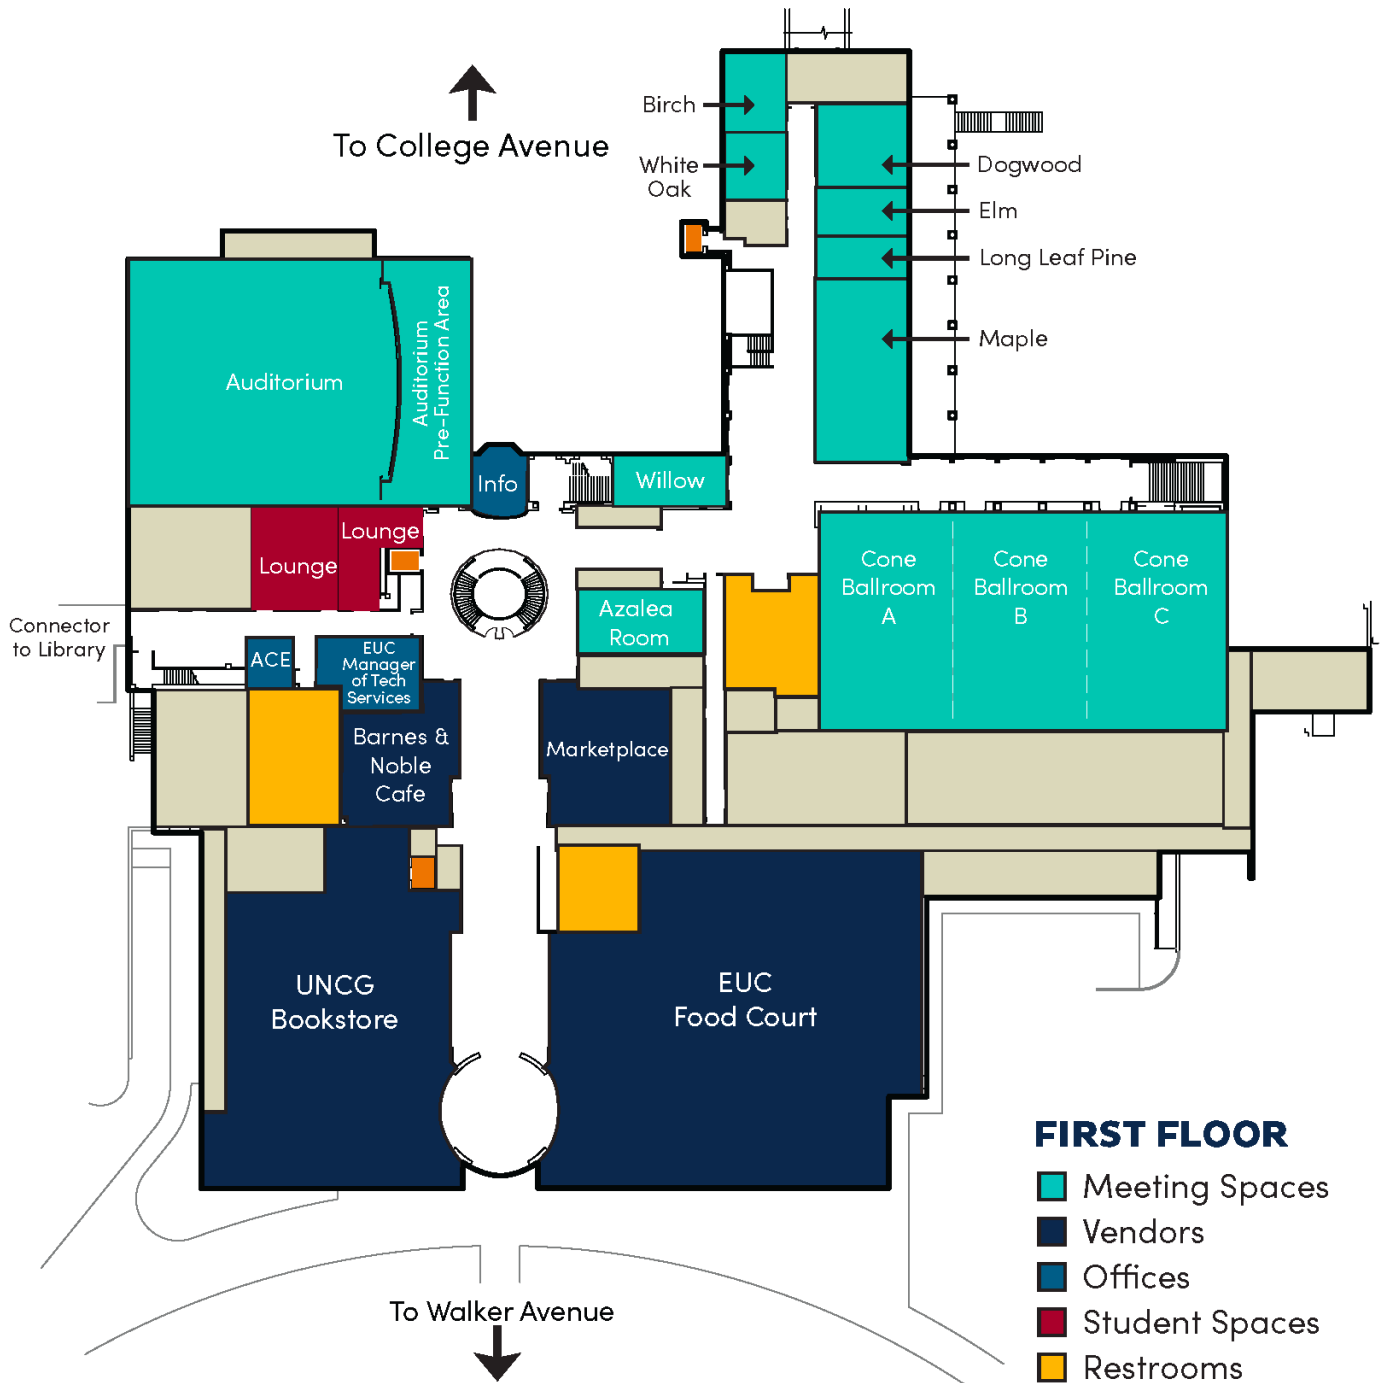 To College Avenue
Birch
White
Oak
Dogwood
Elm
Long Leaf Pine
Maple
Auditorium
Auditorium
Pre-Function Area
Info
Willow
Lounge
Lounge
Cone
Ballroom
A
Cone
Ballroom
B
Cone
Ballroom
C
Azalea
Room
Connector
to Library
ACE
EUC
Manager
of Tech
Services
Barnes &
Noble
Cafe
Marketplace
UNCG
Bookstore
EUC
Food Court
To Walker Avenue
FIRST FLOOR
Meeting Spaces
Vendors
Offices
Student Spaces
Restrooms